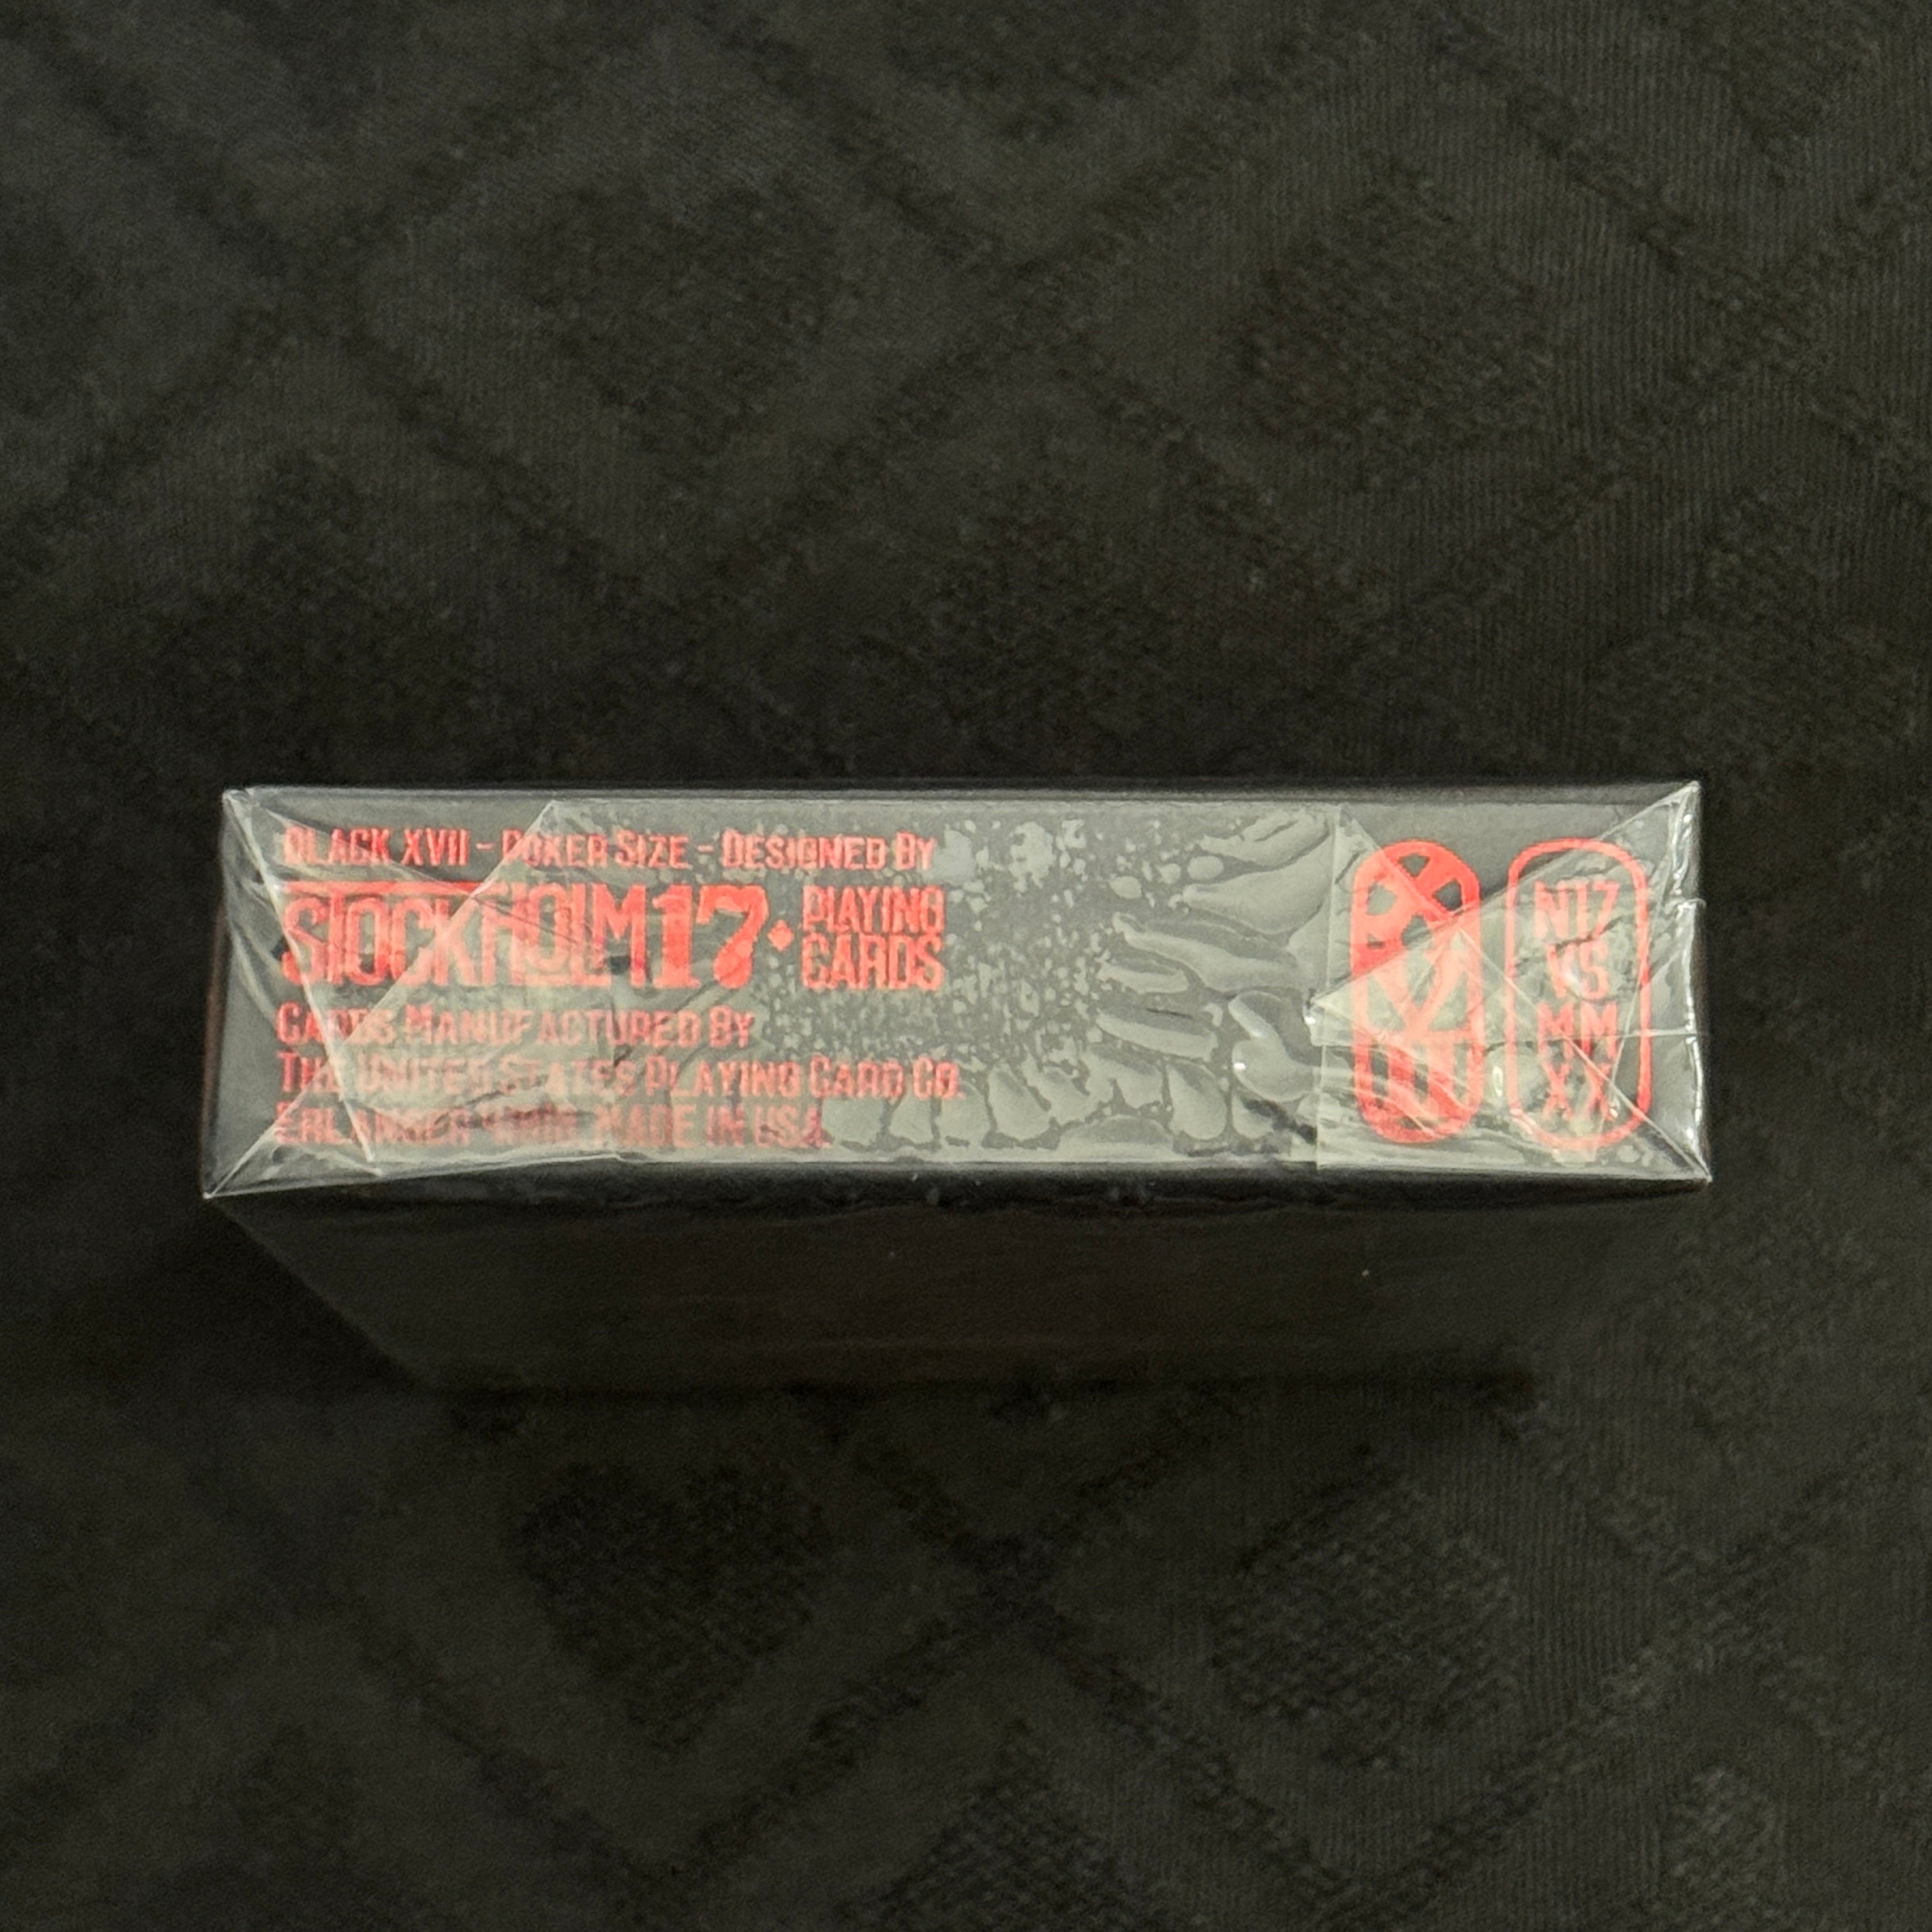 BLACK XVII - POKER SIZE - DESIGNED BY
STOCKHOLM17 ♦ PLAYING CARDS
CARDS MANUFACTURED BY
THE UNITED STATES PLAYING CARD CO.
ERLANGER MADE IN USA
N17
VS
MM
XX